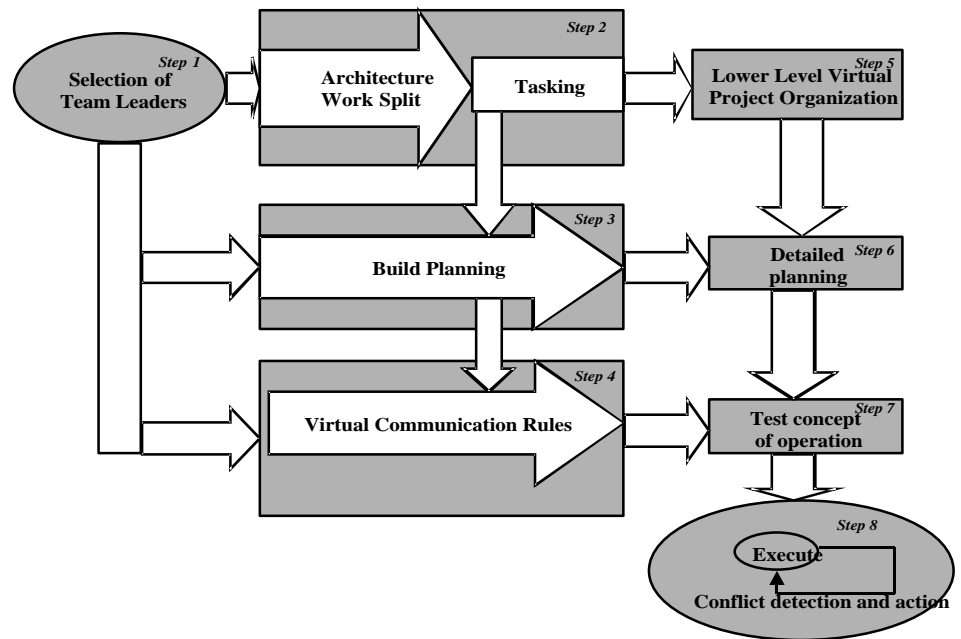 Step 1
Selection of
Team Leaders
Step 2
Architecture
Work Split
Tasking
Step 5
Lower Level Virtual
Project Organization
Step 3
Build Planning
Step 6
Detailed
planning
Step 4
Virtual Communication Rules
Step 7
Test concept
of operation
Step 8
Execute
Conflict detection and action